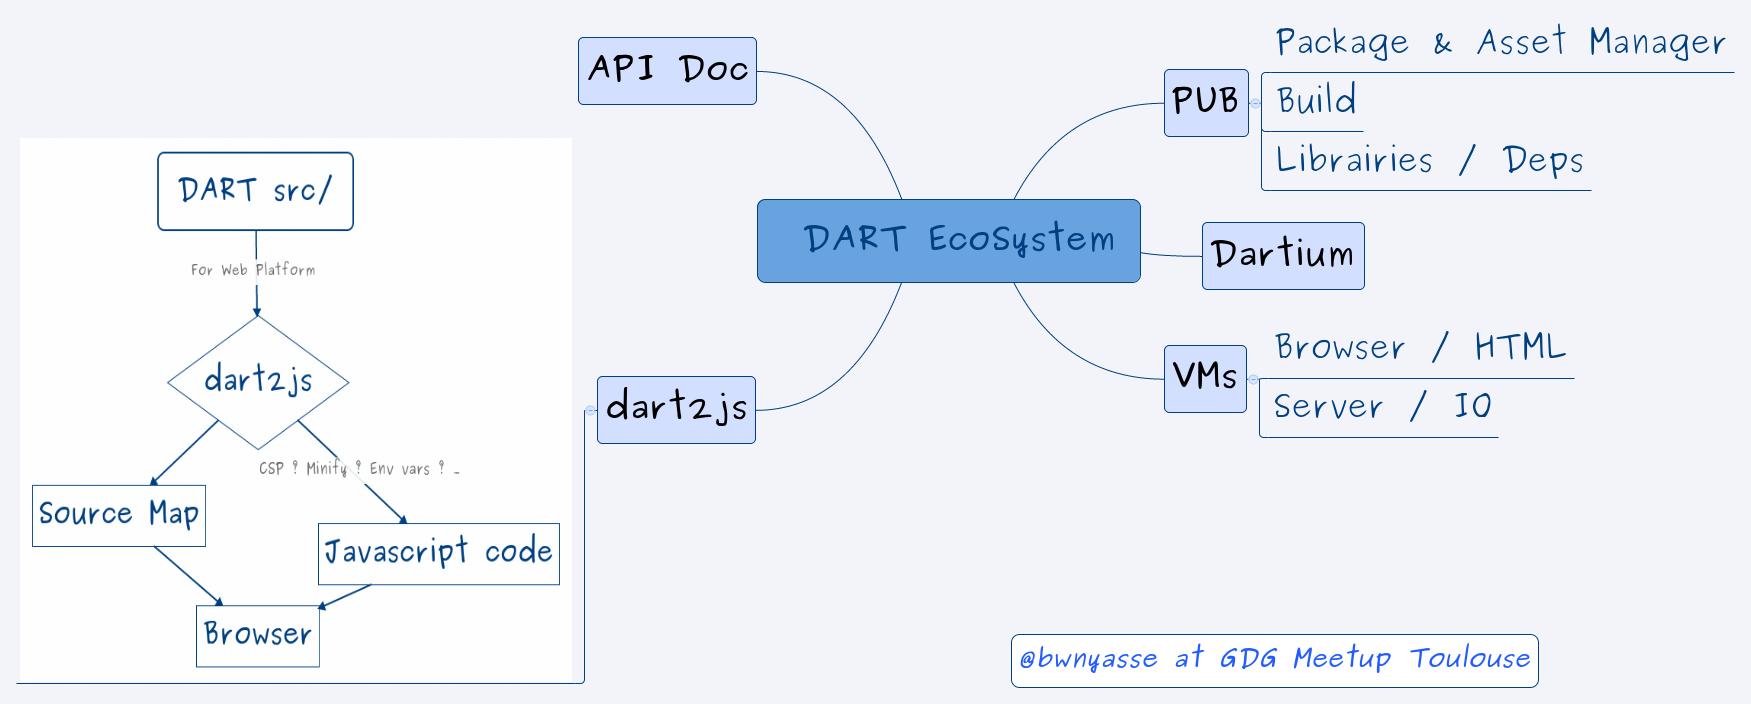 API Doc
Package & Asset Manager
PUB
Build
Librairies / Deps
DART EcoSystem
Dartium
VMs
Browser / HTML
Server / IO
dart2js
DART src/
For Web Platform
dart2js
CSP ? Minify ? Env vars ? …
Source Map
Javascript code
Browser
@bwnyasse at GDG Meetup Toulouse